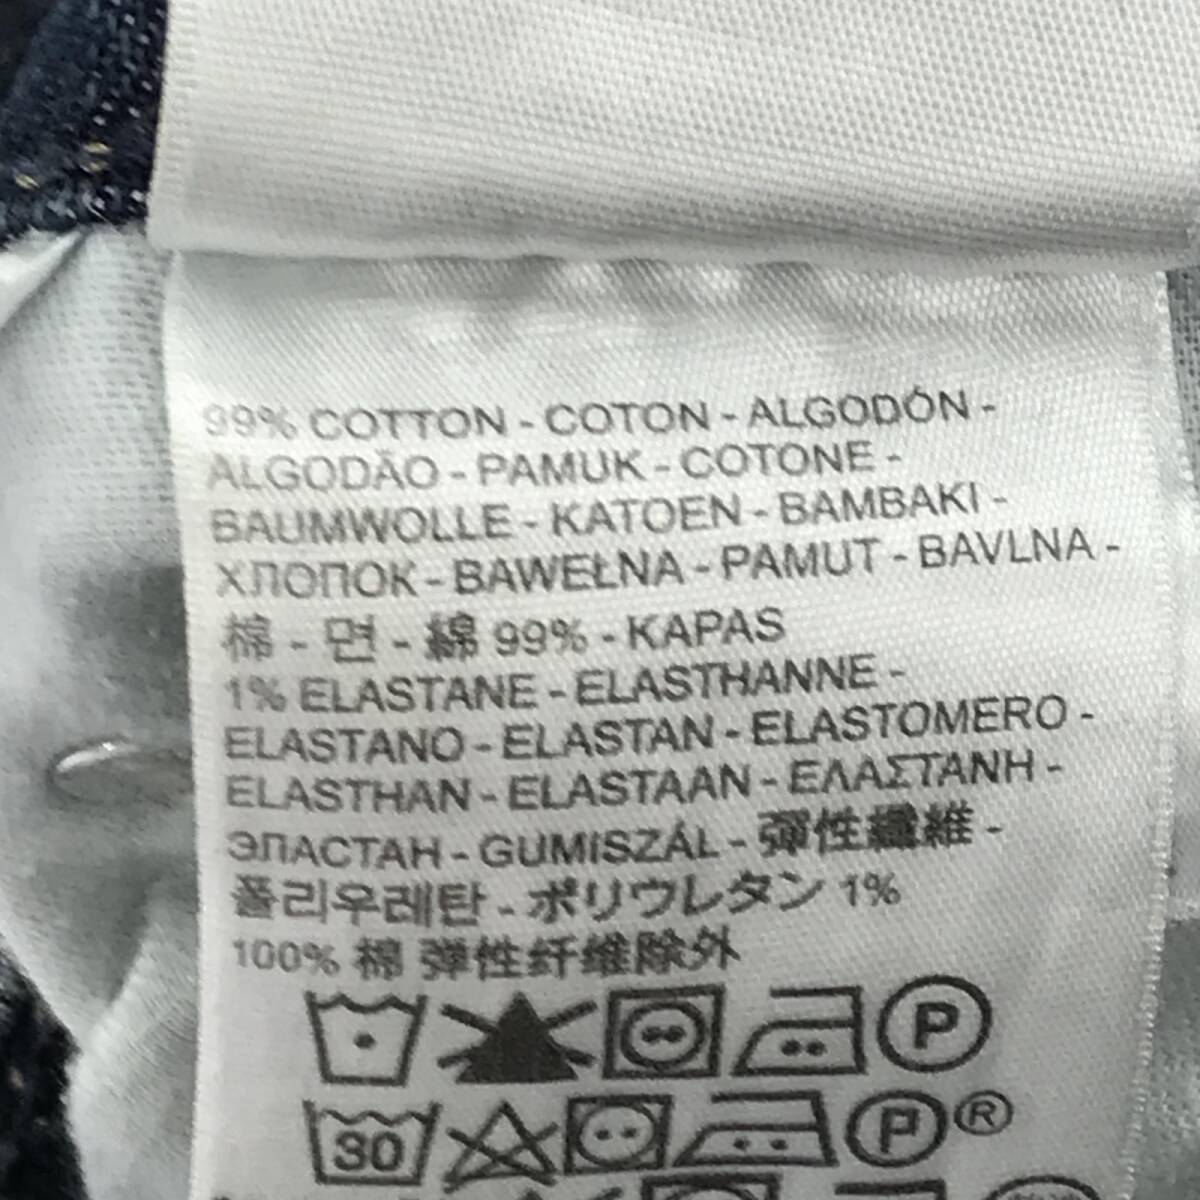 99% COTTON - COTON - ALGODÓN -
ALGODÃO - PAMUK - COTONE -
BAUMWOLLE - KATOEN - BAMBAKI -
ХЛОПОК - BAWEŁNA - PAMUT - BAVLNA -
棉 - 면 - 綿 99% - KAPAS
1% ELASTANE - ELASTHANNE -
ELASTANO - ELASTAN - ELASTOMERO -
ELASTHAN - ELASTAAN - ΕΛΑΣΤΑΝΗ -
ЭЛАСТАН - GUMISZÁL - 彈性纖維 -
폴리우레탄 - ポリウレタン 1%
100% 棉 弹性纤维除外
P
30 P ®